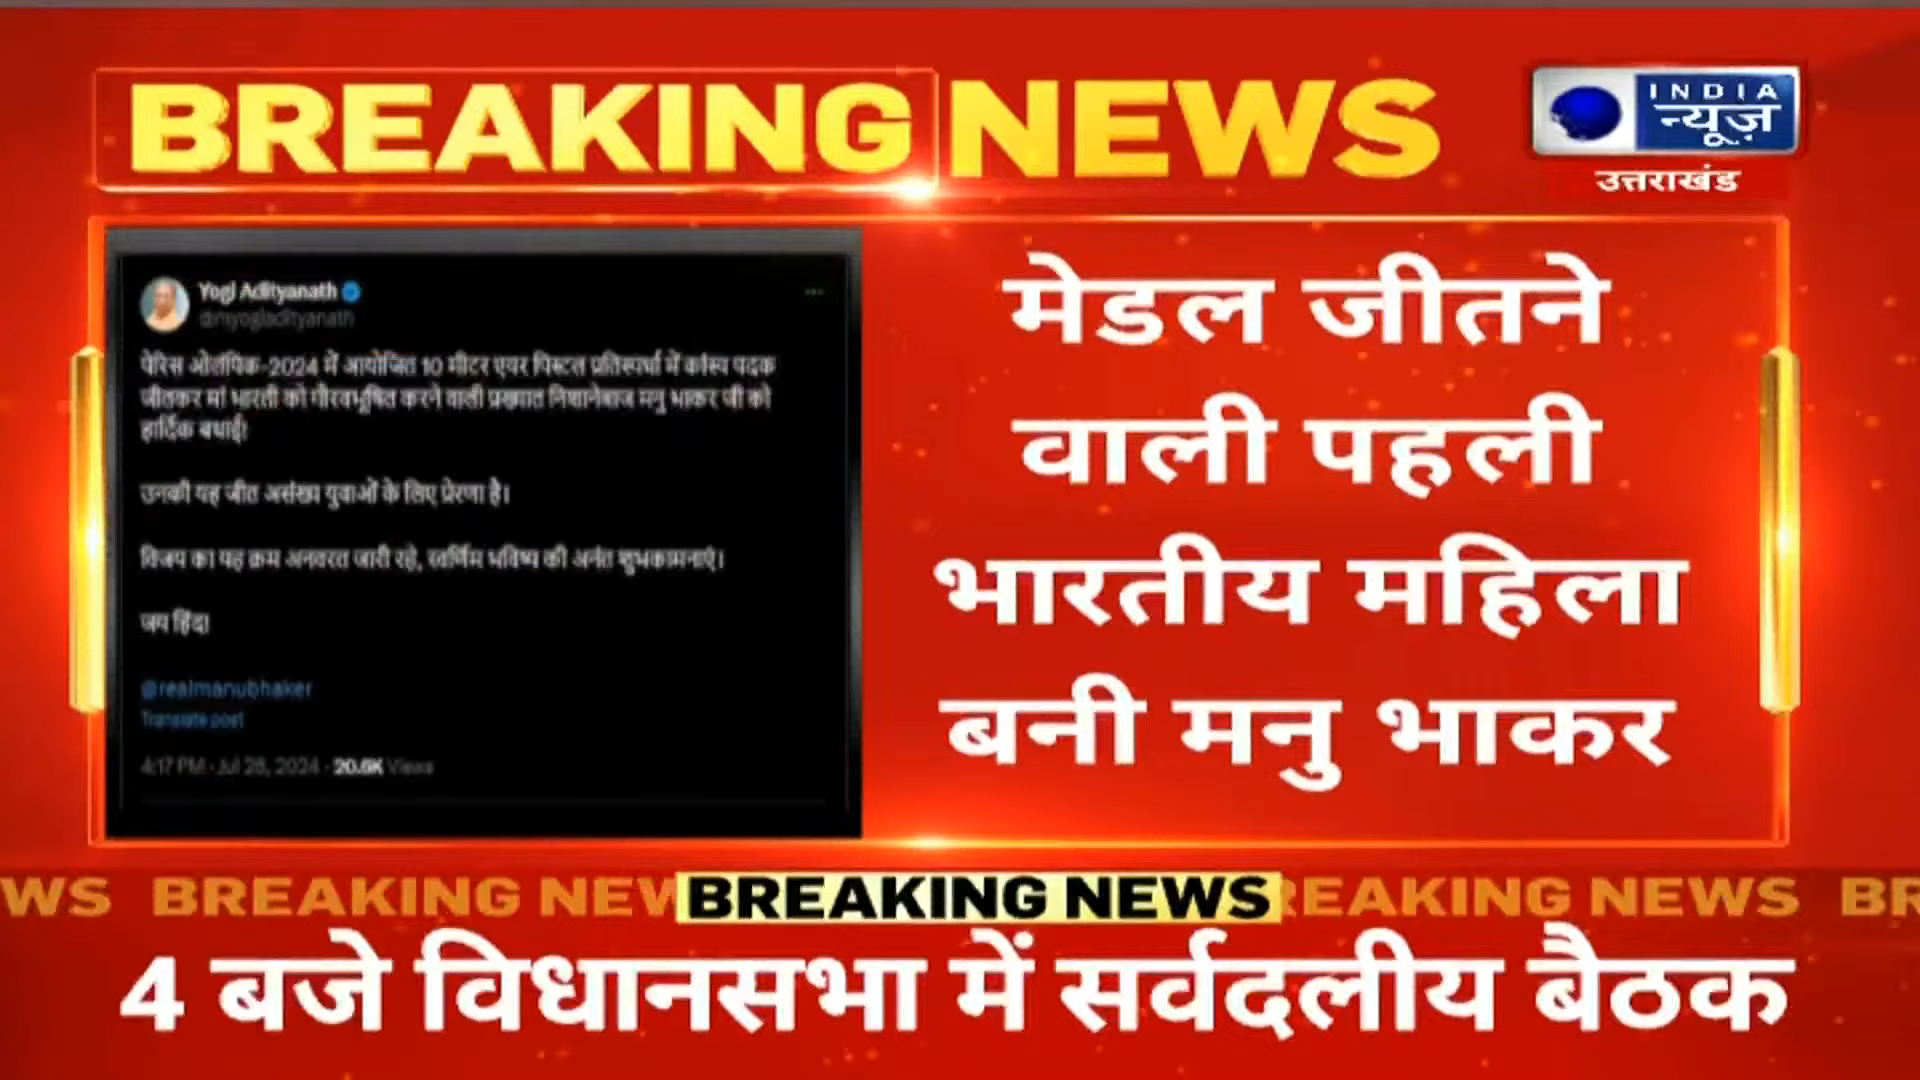 BREAKING NEWS
INDIA
न्यूज़
उत्तराखंड
Yogi Adityanath
@myogiadityanath
पेरिस ओलंपिक-2024 में आयोजित 10 मीटर एयर पिस्टल प्रतिस्पर्धा में कांस्य पदक
जीतकर मां भारती को गौरवभूषित करने वाली प्रख्यात निशानेबाज मनु भाकर जी को
हार्दिक बधाई!
उनकी यह जीत असंख्य युवाओं के लिए प्रेरणा है।
विजय का यह क्रम अनवरत जारी रहे, स्वर्णिम भविष्य की अनंत शुभकामनाएं।
जय हिंद!
@realmanubhaker
Translate post
4:17 PM · Jul 28, 2024 · 20.6K Views
मेडल जीतने
वाली पहली
भारतीय महिला
बनी मनु भाकर
WS BREAKING NEW BREAKING NEWS REAKING NEWS BR
4 बजे विधानसभा में सर्वदलीय बैठक